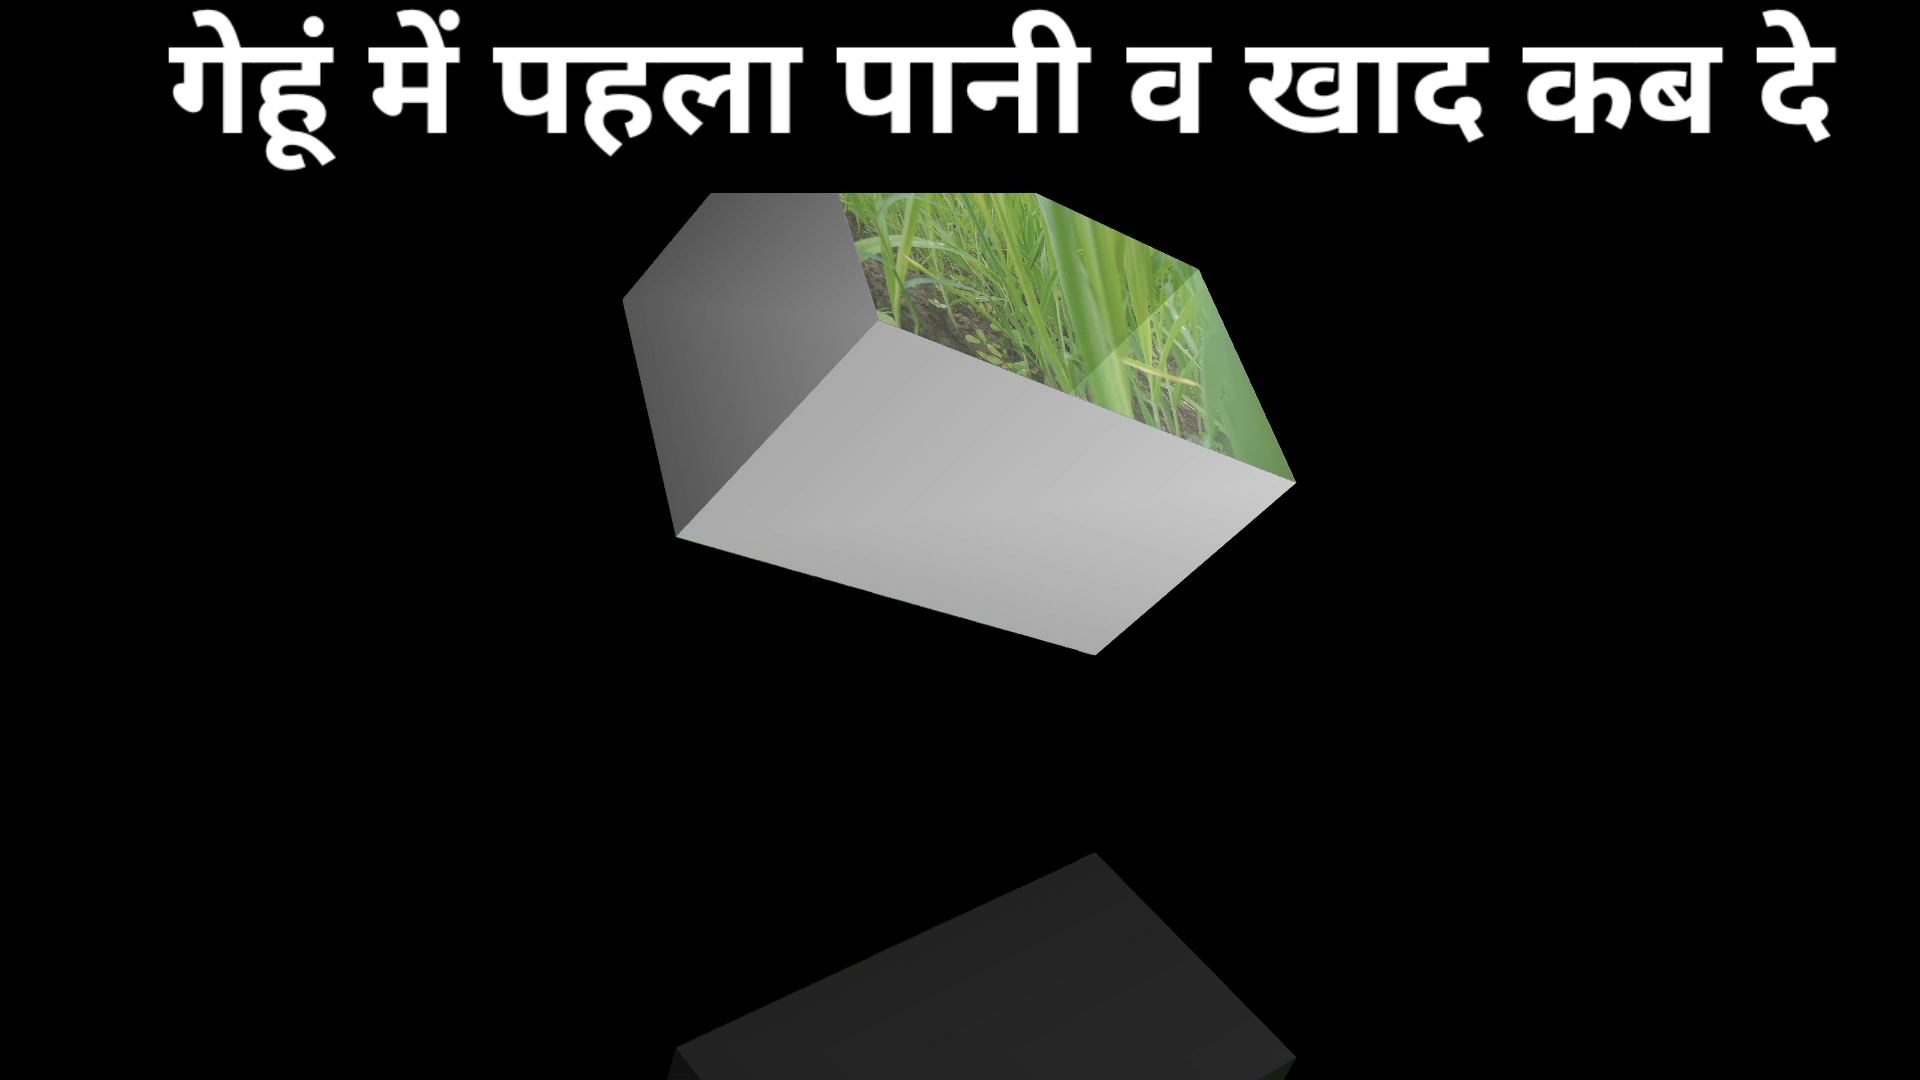 गेहूं में पहला पानी व खाद कब दे